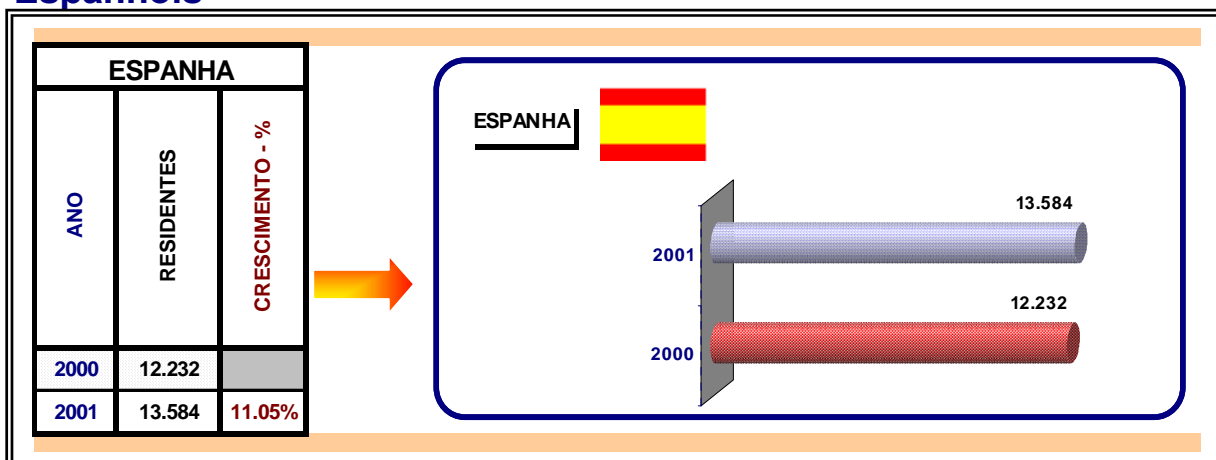 Espanhóis
ESPANHA
ANO RESIDENTES CRESCIMENTO - %
2000 12.232
2001 13.584 11.05%
ESPANHA
13.584
2001
12.232
2000